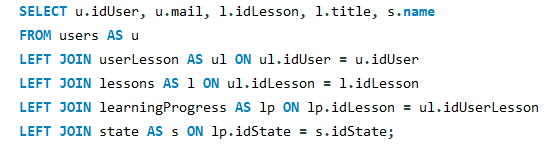 SELECT u.idUser, u.mail, l.idLesson, l.title, s.name
FROM users AS u
LEFT JOIN userLesson AS ul ON ul.idUser = u.idUser
LEFT JOIN lessons AS l ON ul.idLesson = l.idLesson
LEFT JOIN learningProgress AS lp ON lp.idLesson = ul.idUserLesson
LEFT JOIN state AS s ON lp.idState = s.idState;